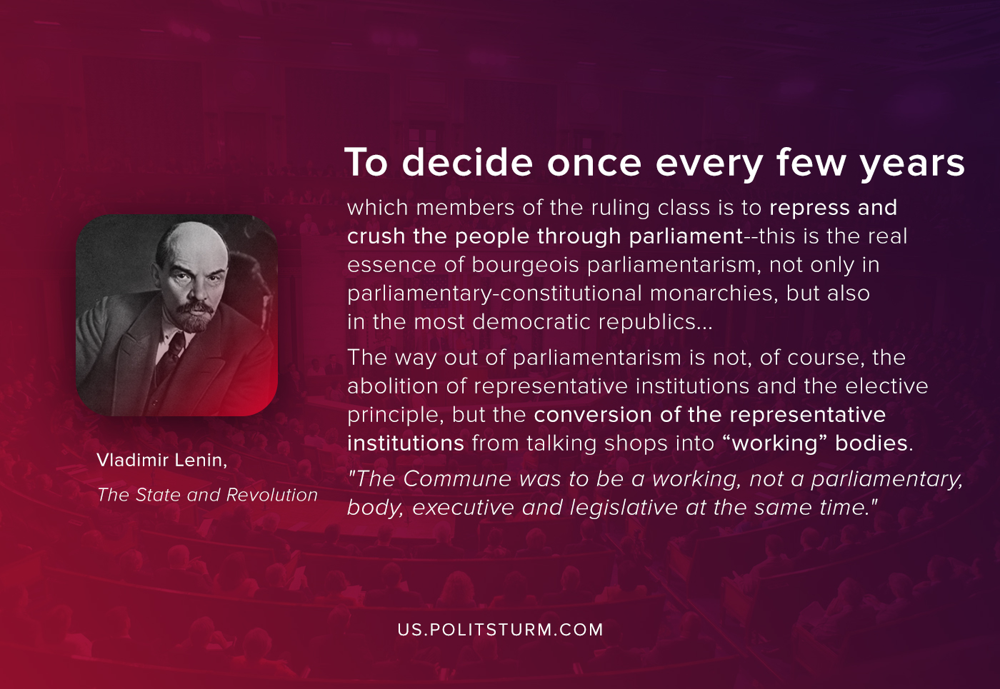 To decide once every few years
which members of the ruling class is to repress and
crush the people through parliament--this is the real
essence of bourgeois parliamentarism, not only in
parliamentary-constitutional monarchies, but also
in the most democratic republics...
The way out of parliamentarism is not, of course, the
abolition of representative institutions and the elective
principle, but the conversion of the representative
institutions from talking shops into “working” bodies.
"The Commune was to be a working, not a parliamentary,
body, executive and legislative at the same time."
Vladimir Lenin,
The State and Revolution
US.POLITSTURM.COM